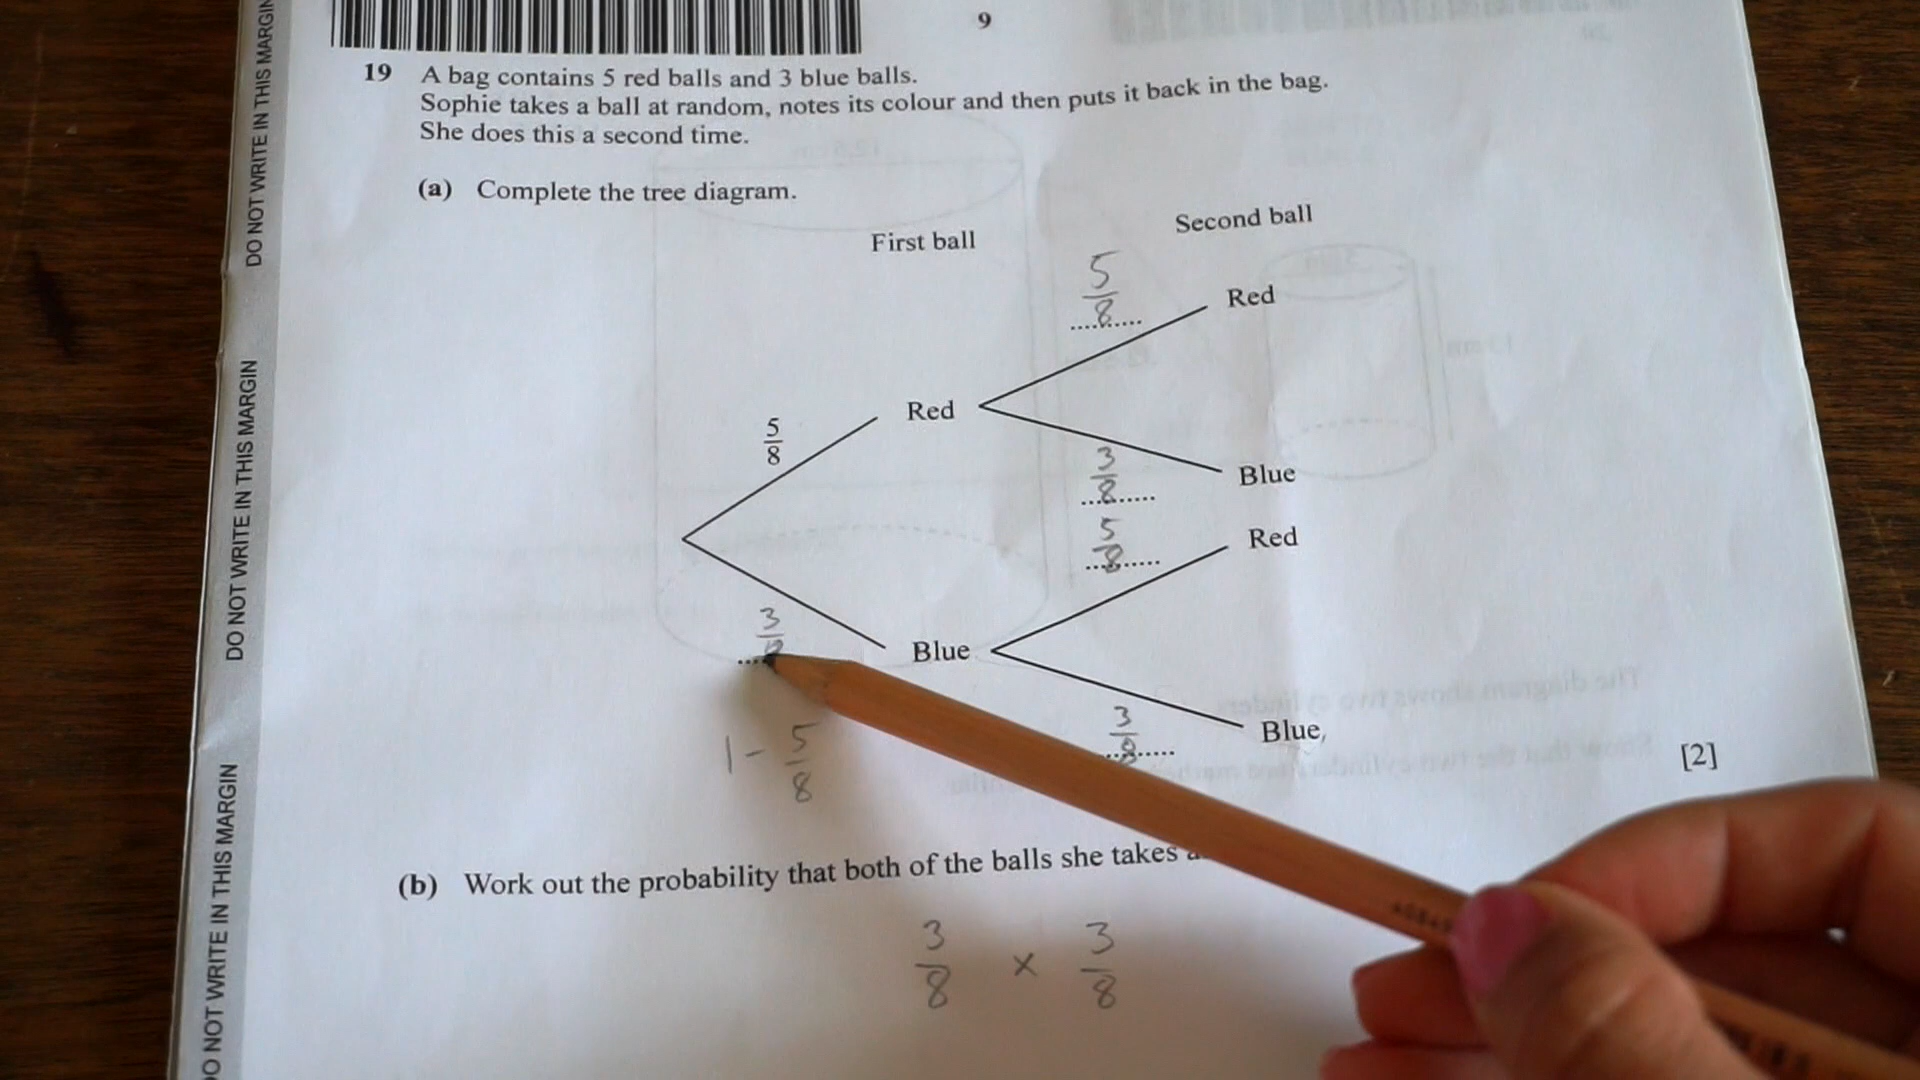 9
19 A bag contains 5 red balls and 3 blue balls.
Sophie takes a ball at random, notes its colour and then puts it back in the bag.
She does this a second time.
(a) Complete the tree diagram.
First ball
Second ball
5/8
Red
5/8
Red
3/8
Blue
5/8
Red
3/8
Blue
3/8
Blue
[2]
1 - 5/8
(b) Work out the probability that both of the balls she takes
3/8 × 3/8
DO NOT WRITE IN THIS MARGIN
DO NOT WRITE IN THIS MARGIN
DO NOT WRITE IN THIS MARGIN